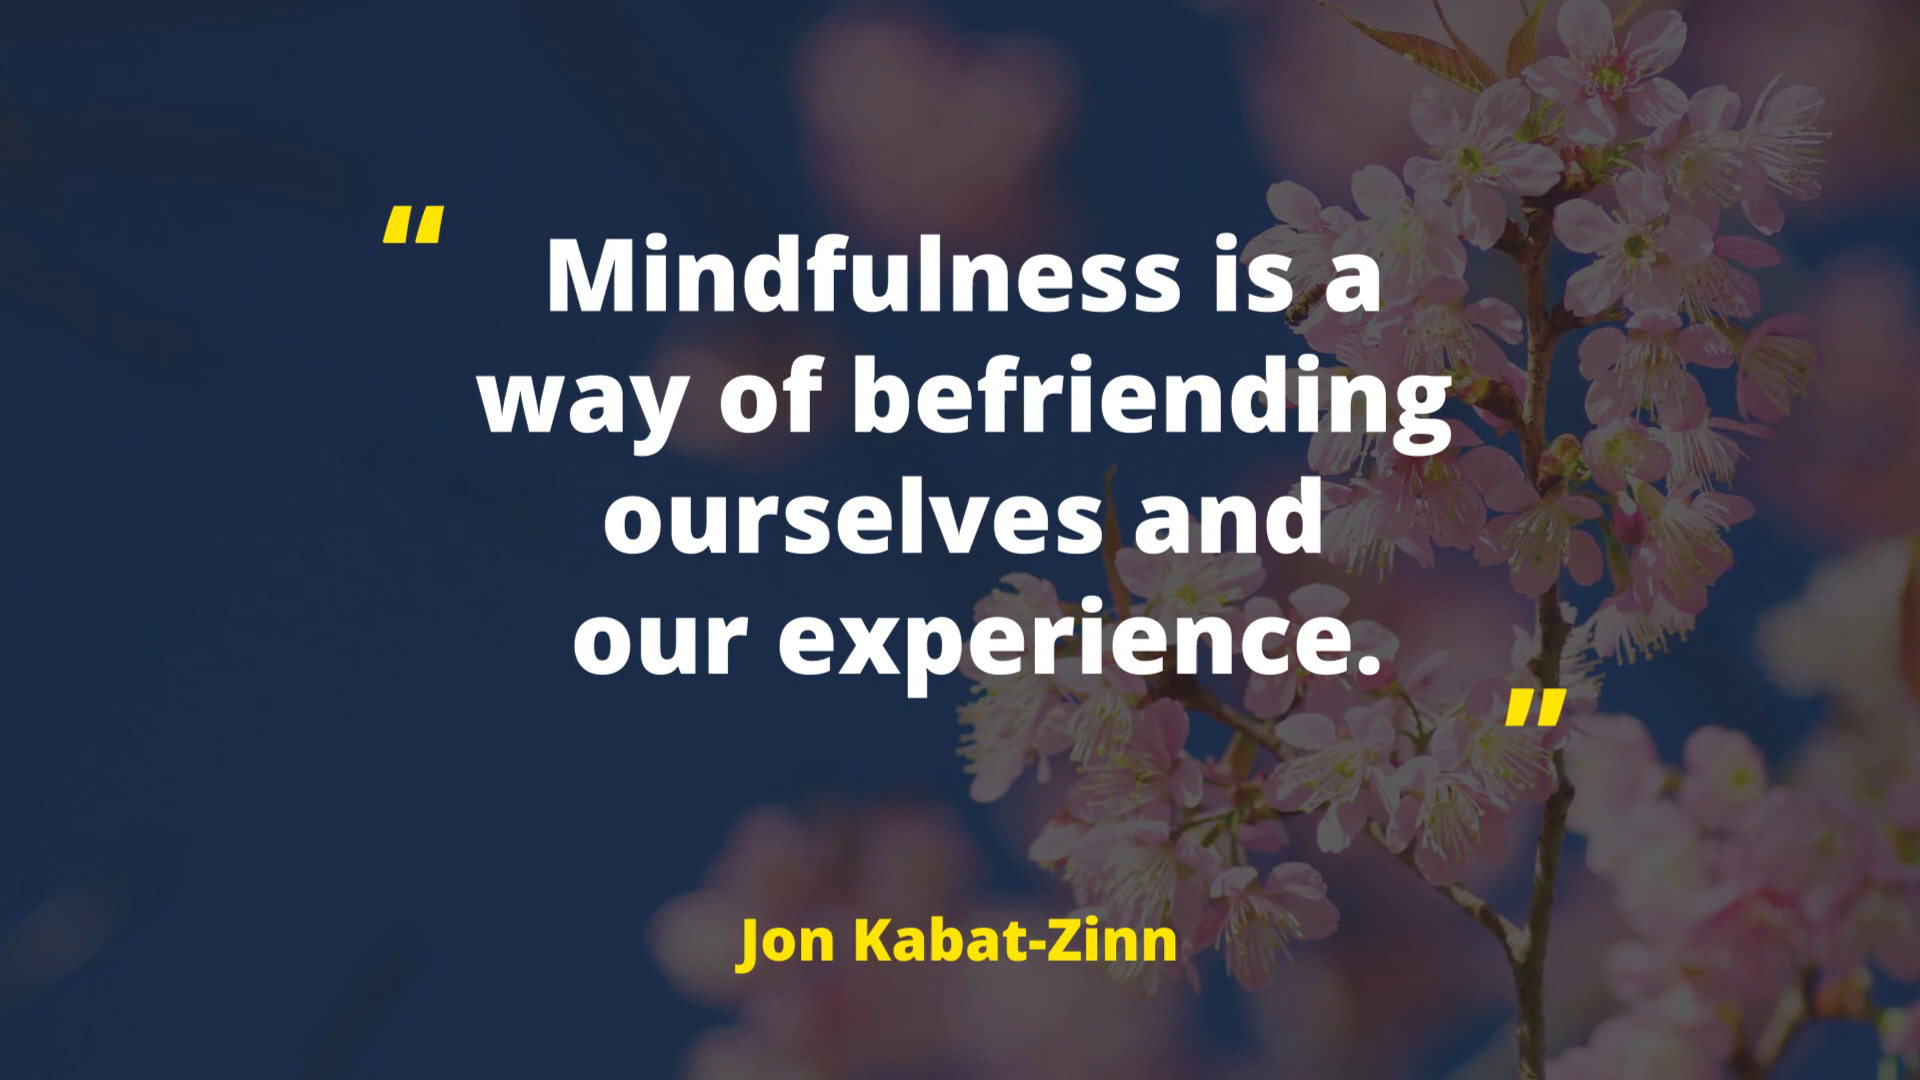 “ Mindfulness is a
way of befriending
ourselves and
our experience. ”
Jon Kabat-Zinn